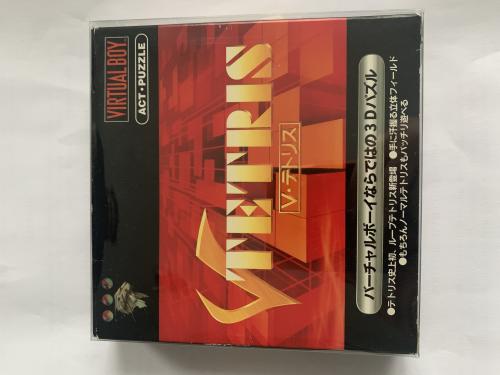 VIRTUAL BOY
ACT・PUZZLE
V TETRIS
V・テトリス
バーチャルボーイならではの3Dパズル
●テトリス史上初、ループテトリス新登場 ●手に汗握る立体フィールド
●もちろんノーマルテトリスもバッチリ遊べる